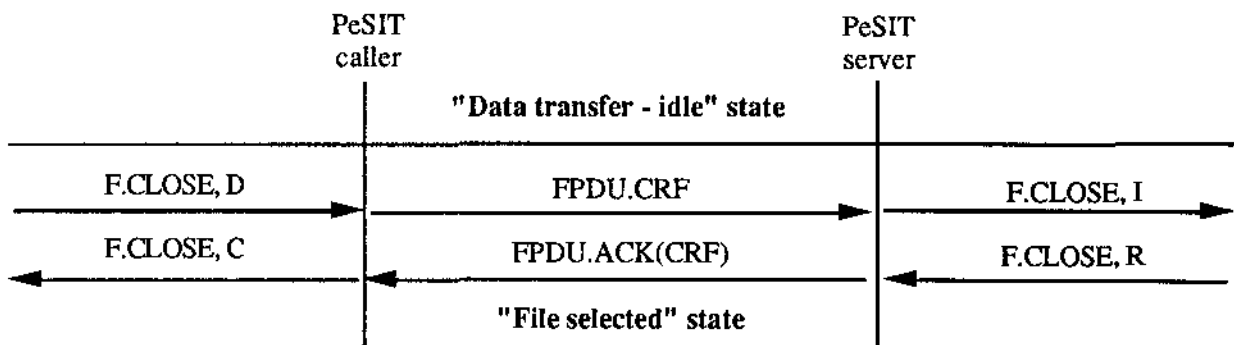 PeSIT
caller
PeSIT
server
"Data transfer - idle" state
F.CLOSE, D
FPDU.CRF
F.CLOSE, I
F.CLOSE, C
FPDU.ACK(CRF)
F.CLOSE, R
"File selected" state